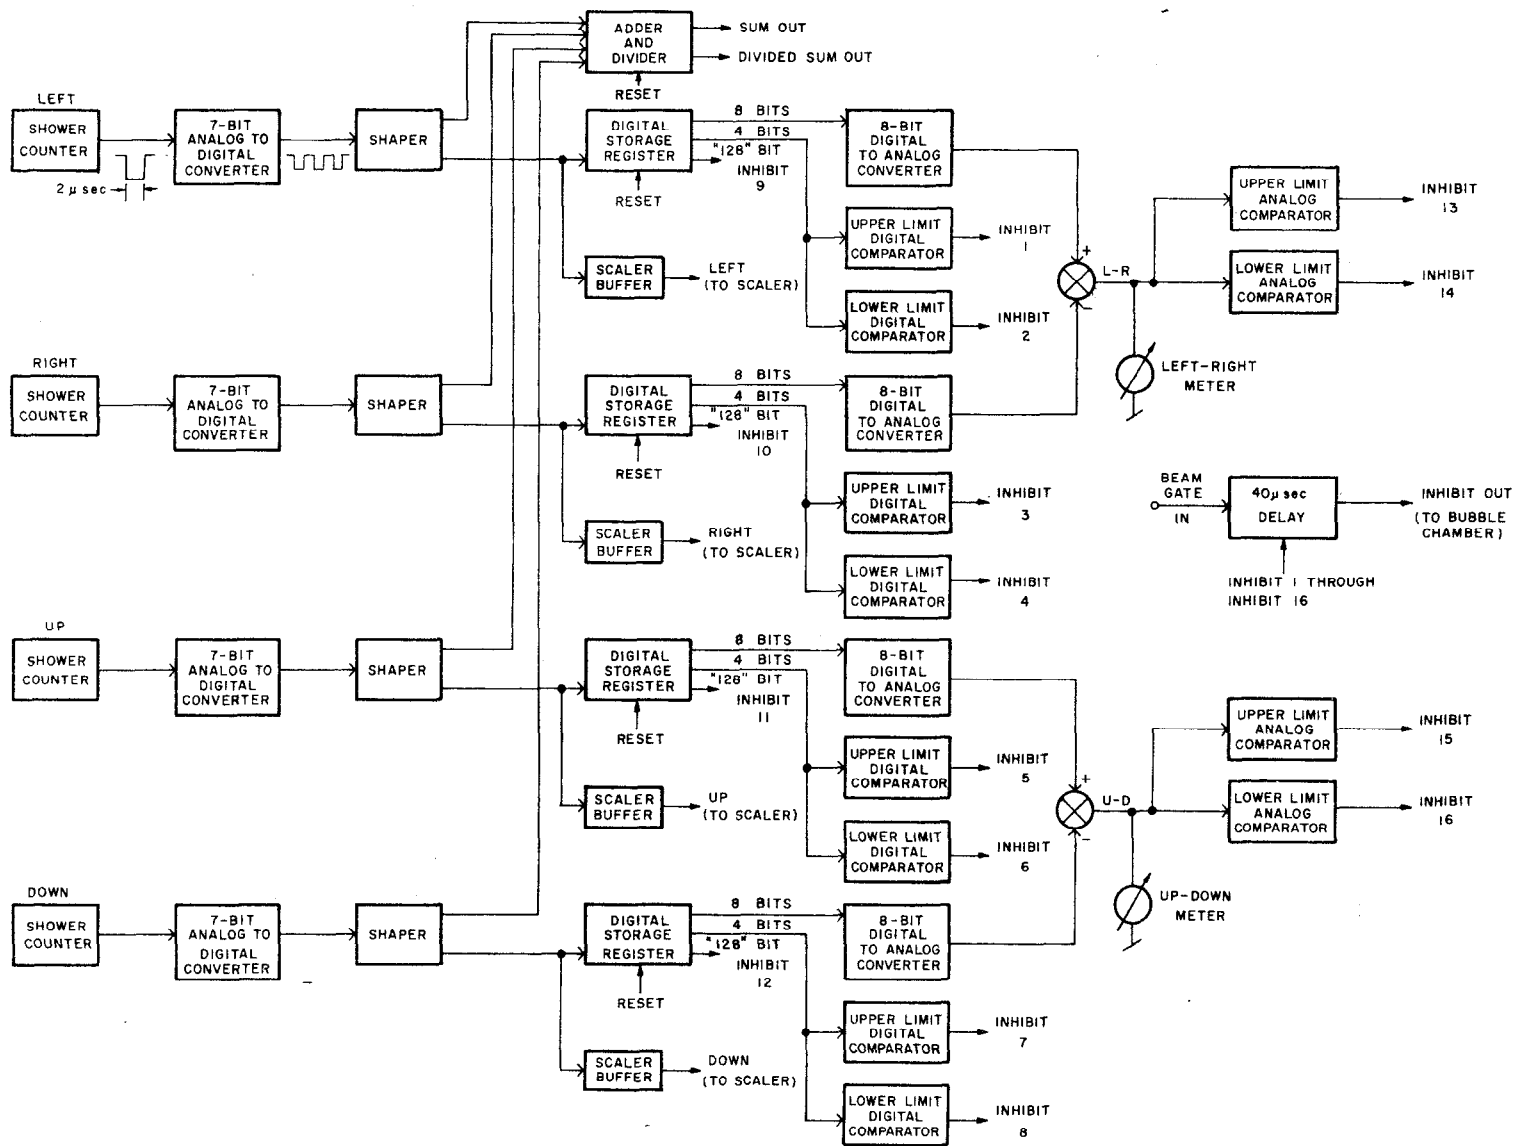 ADDER
AND
DIVIDER
SUM OUT
DIVIDED SUM OUT
RESET
LEFT
SHOWER
COUNTER
2 μ sec
7-BIT
ANALOG TO
DIGITAL
CONVERTER
SHAPER
DIGITAL
STORAGE
REGISTER
RESET
8 BITS
4 BITS
"128" BIT
INHIBIT
9
8-BIT
DIGITAL
TO ANALOG
CONVERTER
UPPER LIMIT
DIGITAL
COMPARATOR
INHIBIT
1
SCALER
BUFFER
LEFT
(TO SCALER)
LOWER LIMIT
DIGITAL
COMPARATOR
INHIBIT
2
+
-
L-R
UPPER LIMIT
ANALOG
COMPARATOR
INHIBIT
13
LOWER LIMIT
ANALOG
COMPARATOR
INHIBIT
14
LEFT-RIGHT
METER
RIGHT
SHOWER
COUNTER
7-BIT
ANALOG TO
DIGITAL
CONVERTER
SHAPER
DIGITAL
STORAGE
REGISTER
RESET
8 BITS
4 BITS
"128" BIT
INHIBIT
10
8-BIT
DIGITAL
TO ANALOG
CONVERTER
UPPER LIMIT
DIGITAL
COMPARATOR
INHIBIT
3
SCALER
BUFFER
RIGHT
(TO SCALER)
LOWER LIMIT
DIGITAL
COMPARATOR
INHIBIT
4
BEAM
GATE
IN
40μ sec
DELAY
INHIBIT OUT
(TO BUBBLE
CHAMBER)
INHIBIT 1 THROUGH
INHIBIT 16
UP
SHOWER
COUNTER
7-BIT
ANALOG TO
DIGITAL
CONVERTER
SHAPER
DIGITAL
STORAGE
REGISTER
RESET
8 BITS
4 BITS
"128" BIT
INHIBIT
11
8-BIT
DIGITAL
TO ANALOG
CONVERTER
UPPER LIMIT
DIGITAL
COMPARATOR
INHIBIT
5
SCALER
BUFFER
UP
(TO SCALER)
LOWER LIMIT
DIGITAL
COMPARATOR
INHIBIT
6
+
-
U-D
UPPER LIMIT
ANALOG
COMPARATOR
INHIBIT
15
LOWER LIMIT
ANALOG
COMPARATOR
INHIBIT
16
UP-DOWN
METER
DOWN
SHOWER
COUNTER
7-BIT
ANALOG TO
DIGITAL
CONVERTER
SHAPER
DIGITAL
STORAGE
REGISTER
RESET
8 BITS
4 BITS
"128" BIT
INHIBIT
12
8-BIT
DIGITAL
TO ANALOG
CONVERTER
UPPER LIMIT
DIGITAL
COMPARATOR
INHIBIT
7
SCALER
BUFFER
DOWN
(TO SCALER)
LOWER LIMIT
DIGITAL
COMPARATOR
INHIBIT
8